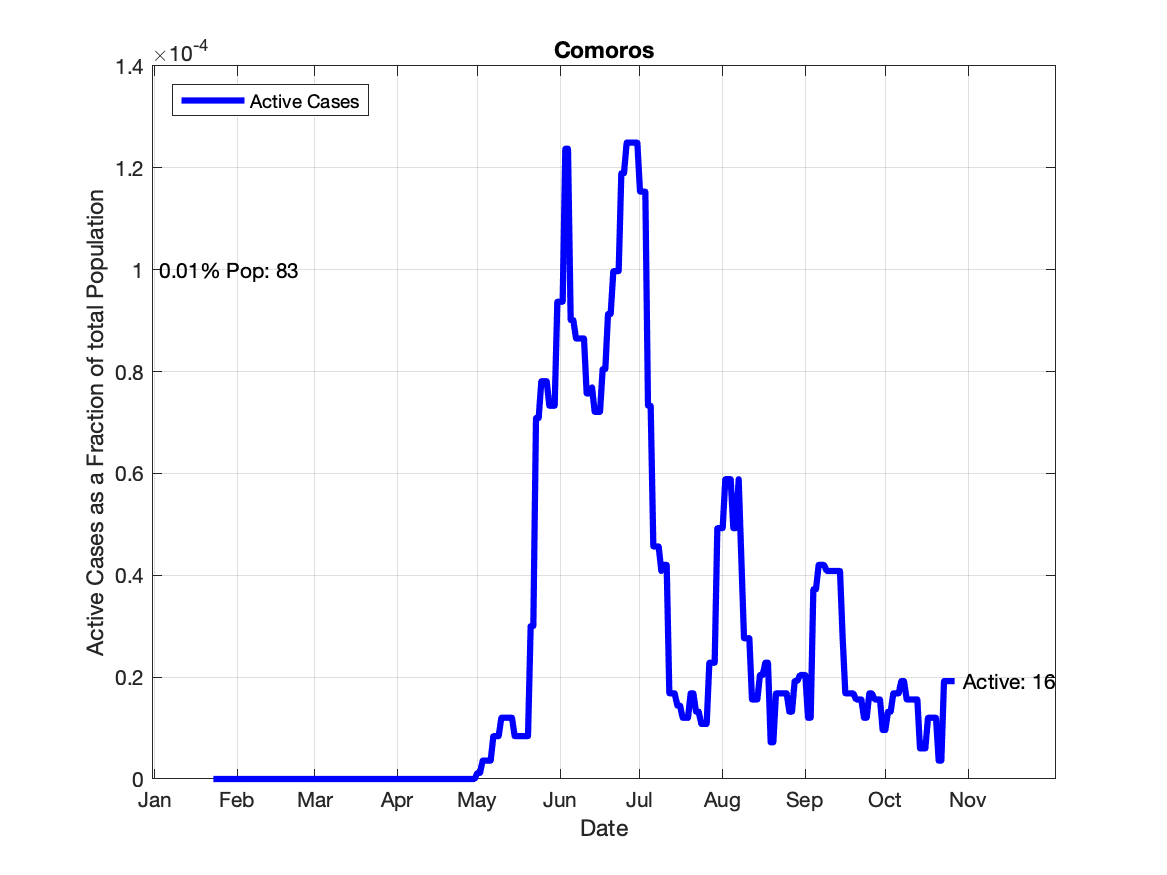 Comoros
×10-4
1.4
1.2
1
0.8
0.6
0.4
0.2
0
Active Cases as a Fraction of total Population
Active Cases
0.01% Pop: 83
Active: 16
Jan Feb Mar Apr May Jun Jul Aug Sep Oct Nov
Date